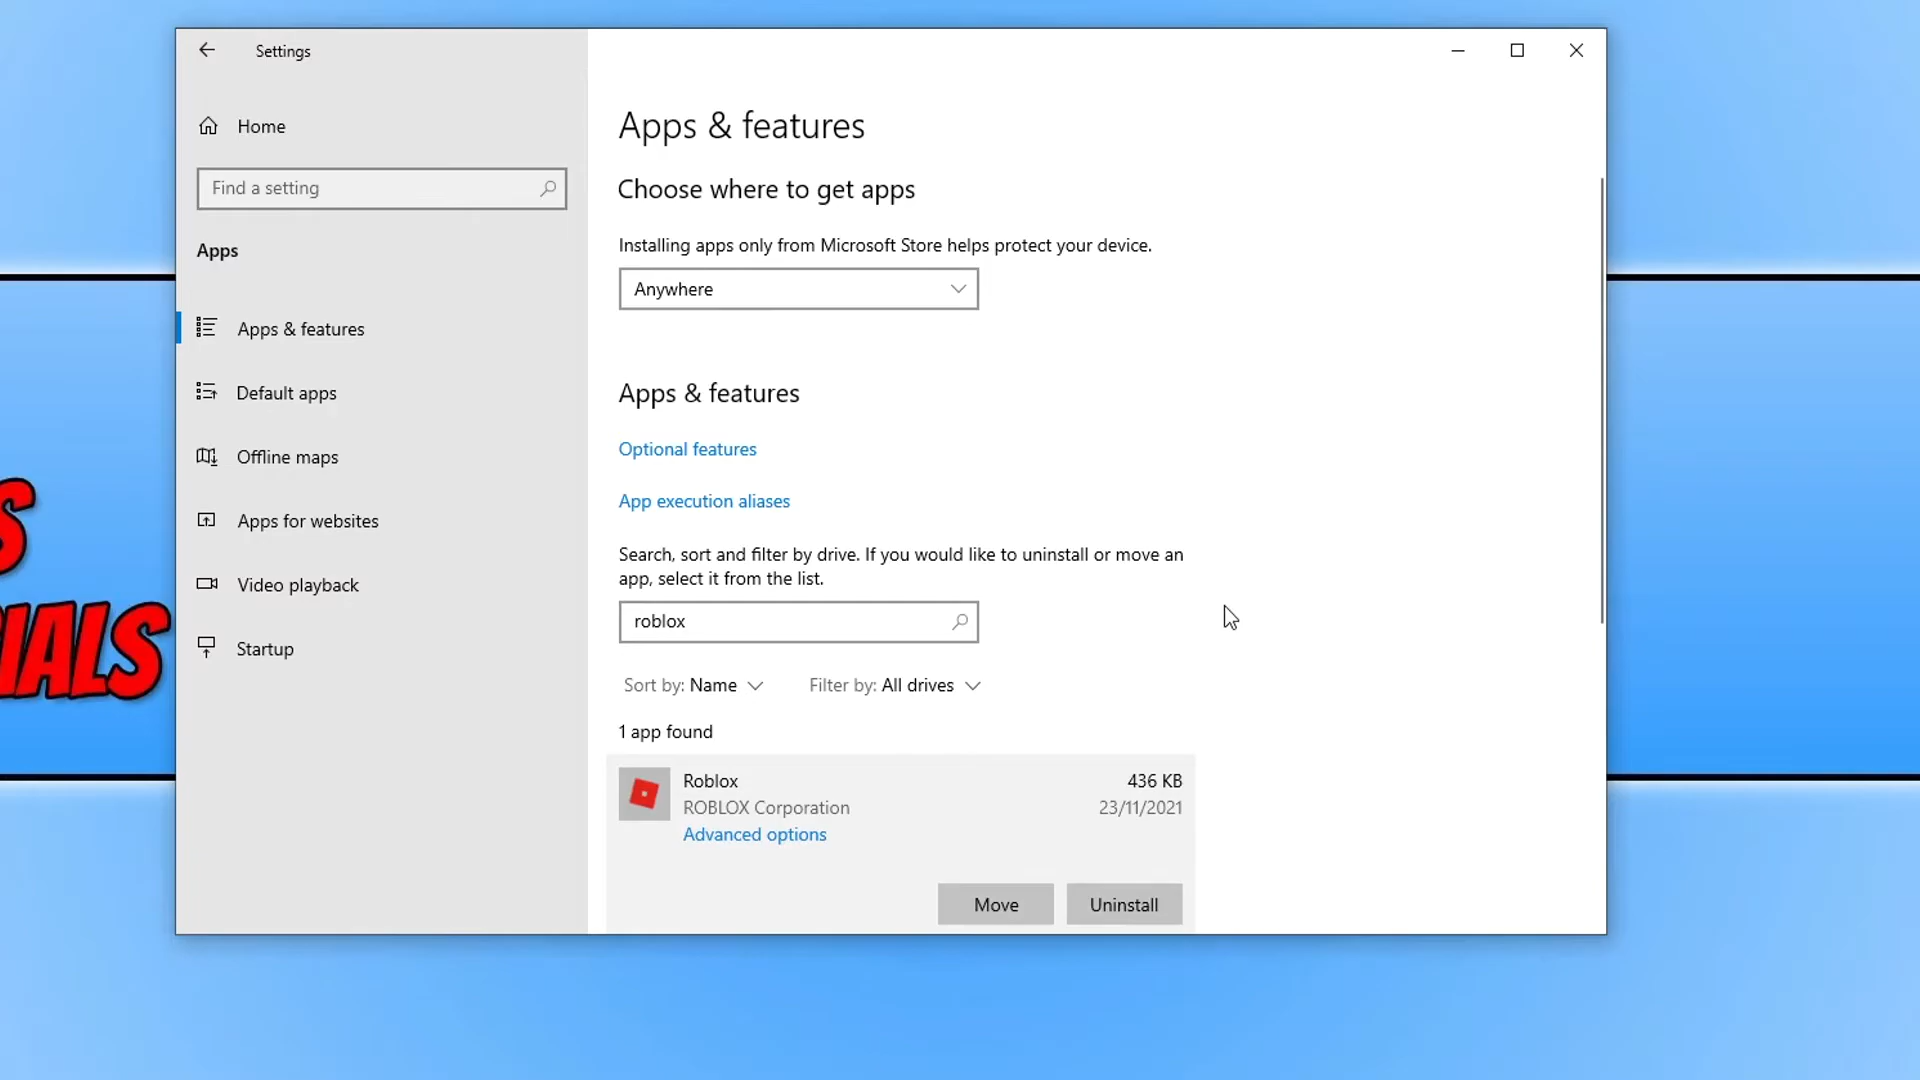 Settings
Home
Find a setting
Apps
Apps & features
Default apps
Offline maps
Apps for websites
Video playback
Startup
Apps & features
Choose where to get apps
Installing apps only from Microsoft Store helps protect your device.
Anywhere
Apps & features
Optional features
App execution aliases
Search, sort and filter by drive. If you would like to uninstall or move an
app, select it from the list.
roblox
Sort by: Name
Filter by: All drives
1 app found
Roblox
436 KB
ROBLOX Corporation
23/11/2021
Advanced options
Move
Uninstall
S
IALS